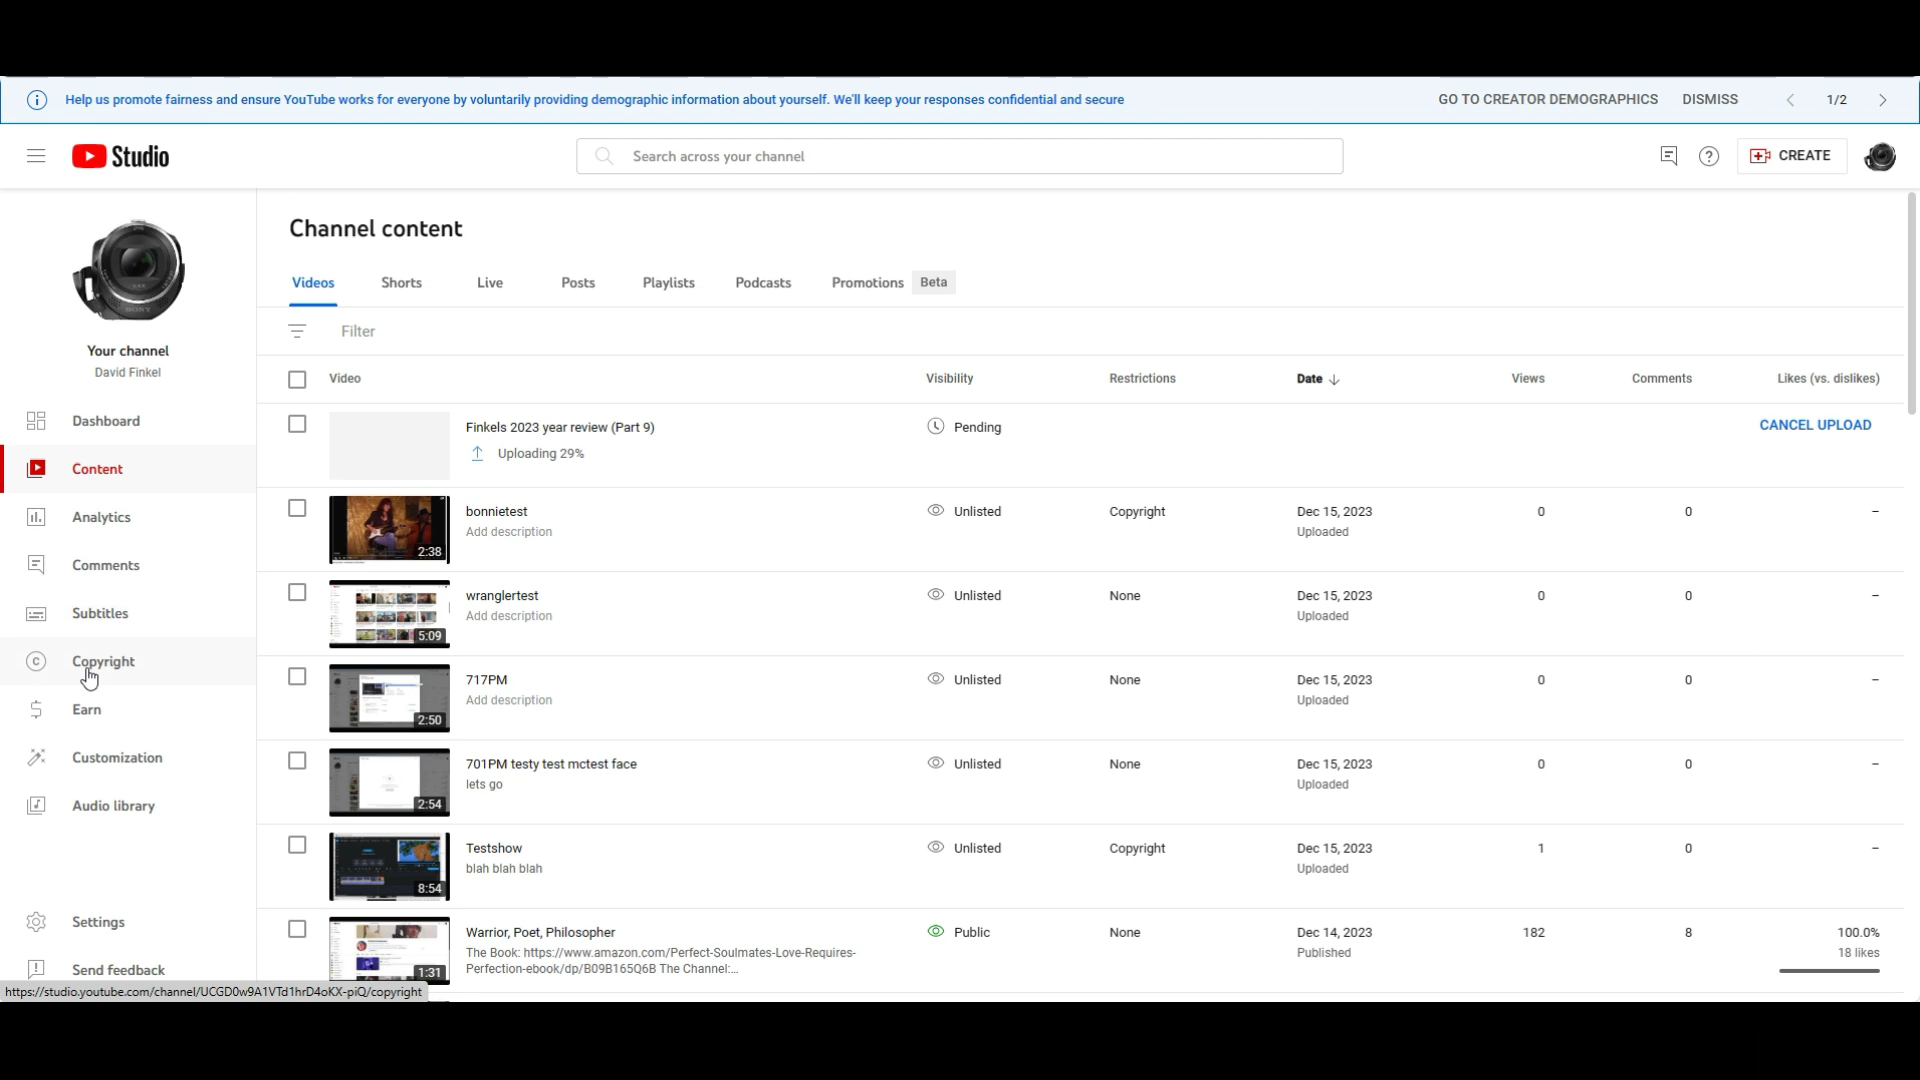 Help us promote fairness and ensure YouTube works for everyone by voluntarily providing demographic information about yourself. We'll keep your responses confidential and secure GO TO CREATOR DEMOGRAPHICS DISMISS 1/2
Studio Search across your channel CREATE
Your channel
David Finkel
Dashboard
Content
Analytics
Comments
Subtitles
Copyright
Earn
Customization
Audio library
Settings
Send feedback
https://studio.youtube.com/channel/UCGD0w9A1VTd1hrD4oKX-piQ/copyright
Channel content
Videos Shorts Live Posts Playlists Podcasts Promotions Beta
Filter
Video Visibility Restrictions Date Views Comments Likes (vs. dislikes)
Finkels 2023 year review (Part 9) Pending CANCEL UPLOAD
Uploading 29%
bonnietest Unlisted Copyright Dec 15, 2023 0 0 –
Add description Uploaded
2:38
wranglertest Unlisted None Dec 15, 2023 0 0 –
Add description Uploaded
5:09
717PM Unlisted None Dec 15, 2023 0 0 –
Add description Uploaded
2:50
701PM testy test mctest face Unlisted None Dec 15, 2023 0 0 –
lets go Uploaded
2:54
Testshow Unlisted Copyright Dec 15, 2023 1 0 –
blah blah blah Uploaded
8:54
Warrior, Poet, Philosopher Public None Dec 14, 2023 182 8 100.0%
The Book: https://www.amazon.com/Perfect-Soulmates-Love-Requires- Published 18 likes
Perfection-ebook/dp/B09B165Q6B The Channel:...
1:31